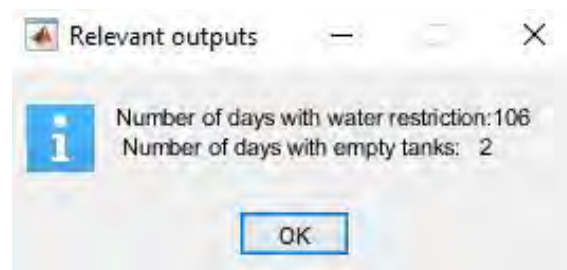 Relevant outputs
Number of days with water restriction:106
Number of days with empty tanks: 2
OK